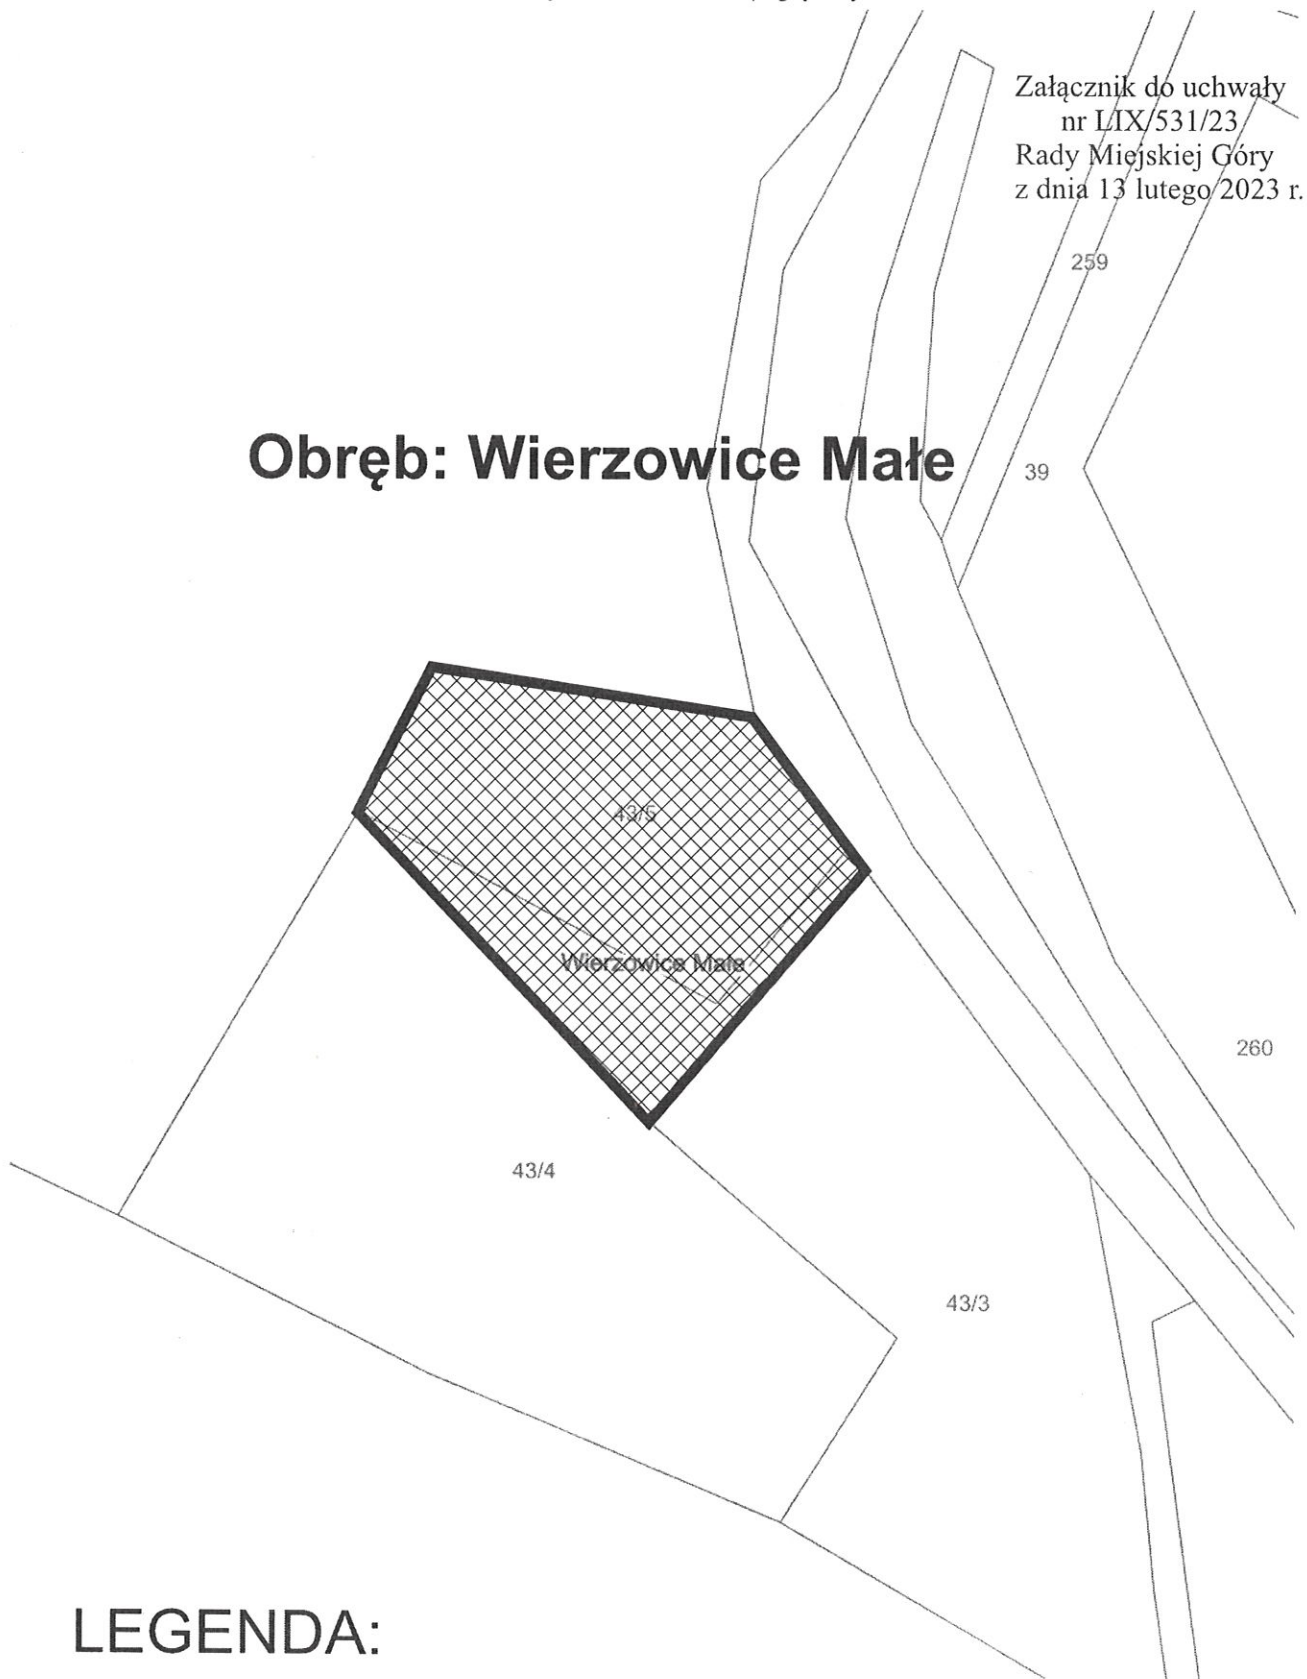 Załącznik do uchwały
nr LIX/531/23
Rady Miejskiej Góry
z dnia 13 lutego 2023 r.
259
Obręb: Wierzowice Małe
39
43/5
Wierzowice Małe
260
43/4
43/3
LEGENDA: